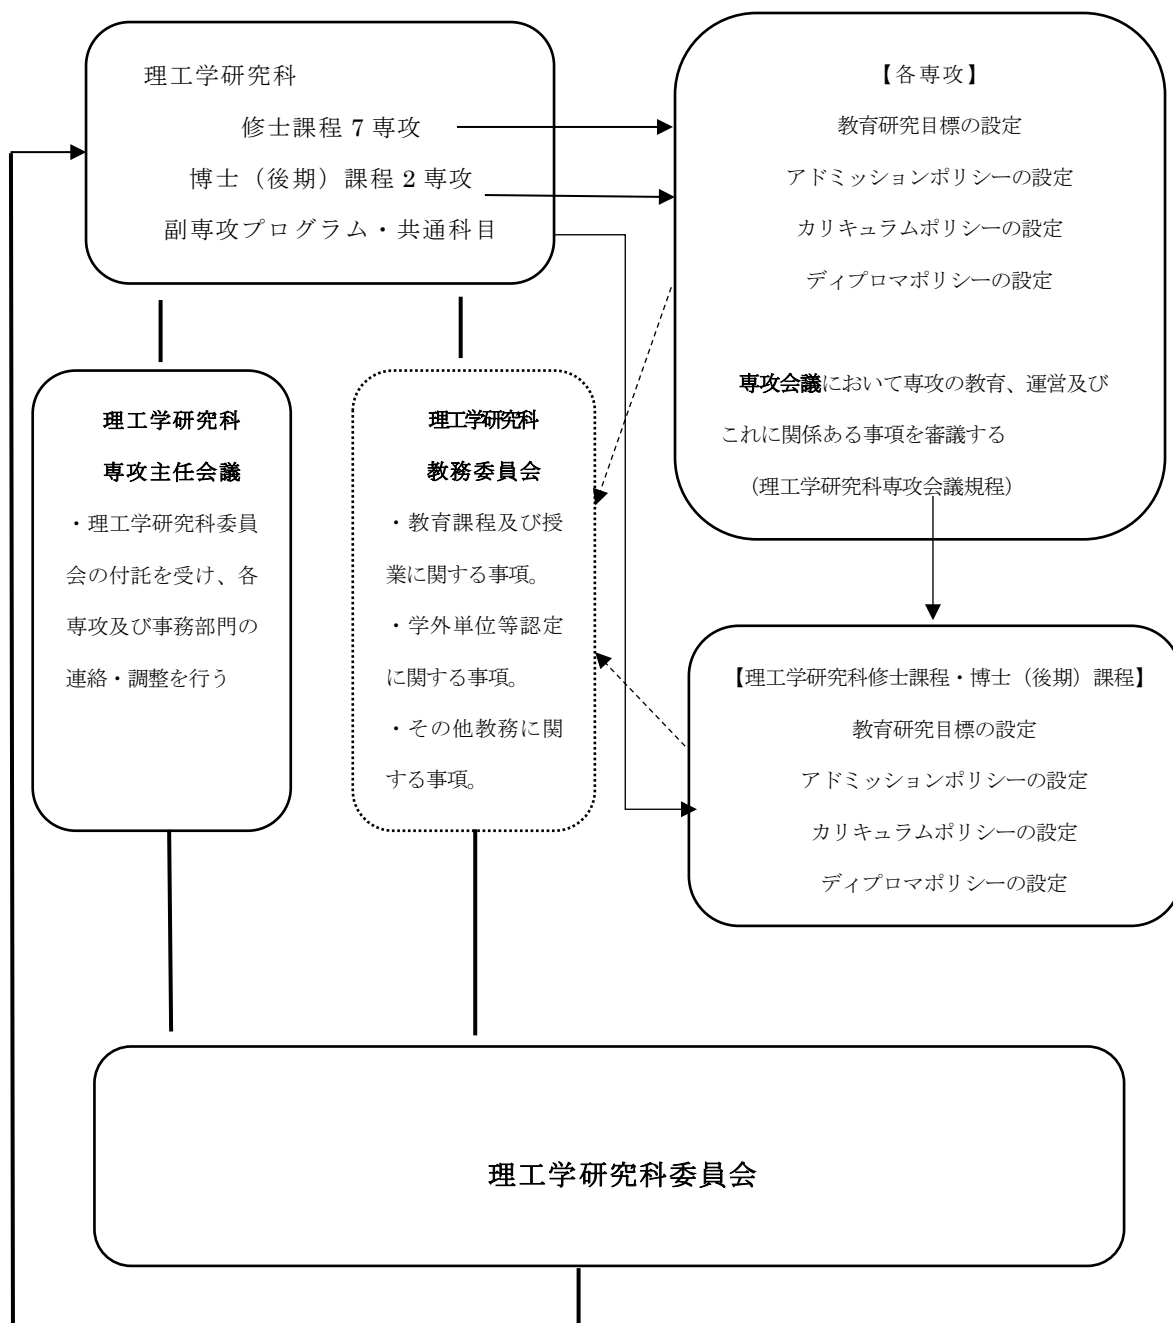 理工学研究科
修士課程 7 専攻
博士（後期）課程 2 専攻
副専攻プログラム・共通科目
【各専攻】
教育研究目標の設定
アドミッションポリシーの設定
カリキュラムポリシーの設定
ディプロマポリシーの設定
専攻会議において専攻の教育、運営及び
これに関係ある事項を審議する
（理工学研究科専攻会議規程）
理工学研究科
専攻主任会議
・理工学研究科委員
会の付託を受け、各
専攻及び事務部門の
連絡・調整を行う
理工学研究科
教務委員会
・教育課程及び授
業に関する事項。
・学外単位等認定
に関する事項。
・その他教務に関
する事項。
【理工学研究科修士課程・博士（後期）課程】
教育研究目標の設定
アドミッションポリシーの設定
カリキュラムポリシーの設定
ディプロマポリシーの設定
理工学研究科委員会